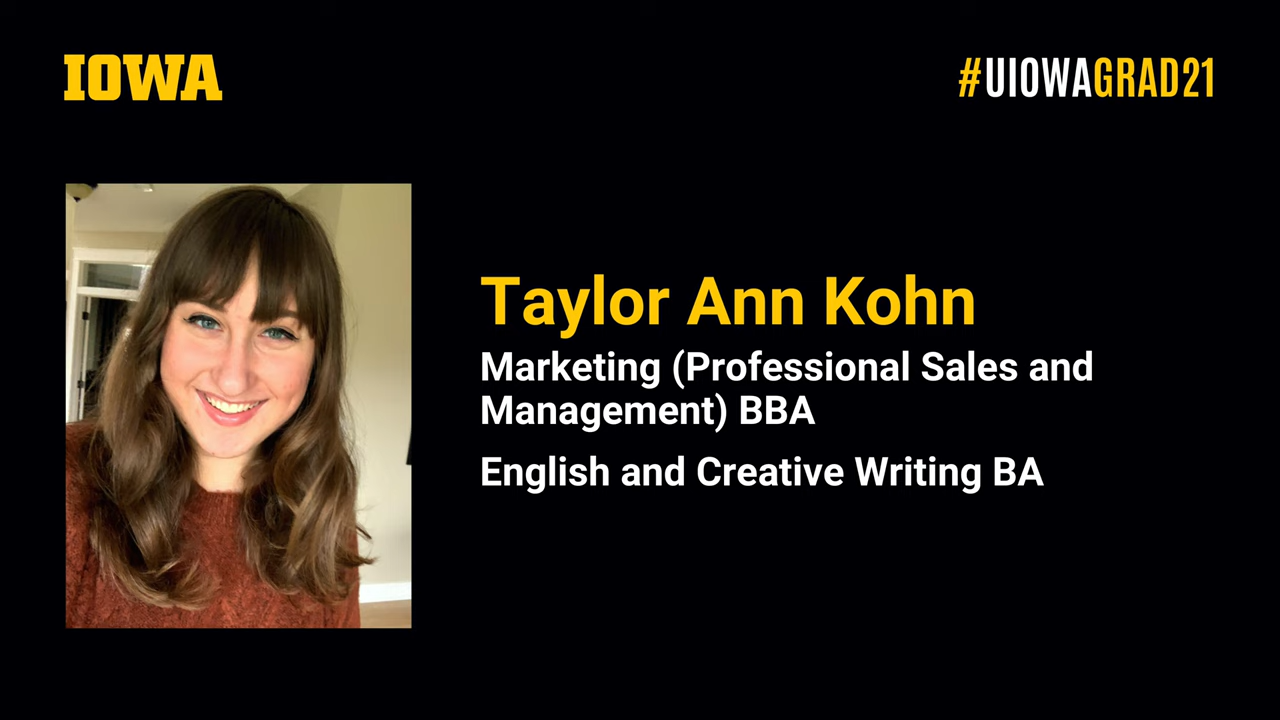 IOWA
#UIOWAGRAD21
Taylor Ann Kohn
Marketing (Professional Sales and
Management) BBA
English and Creative Writing BA